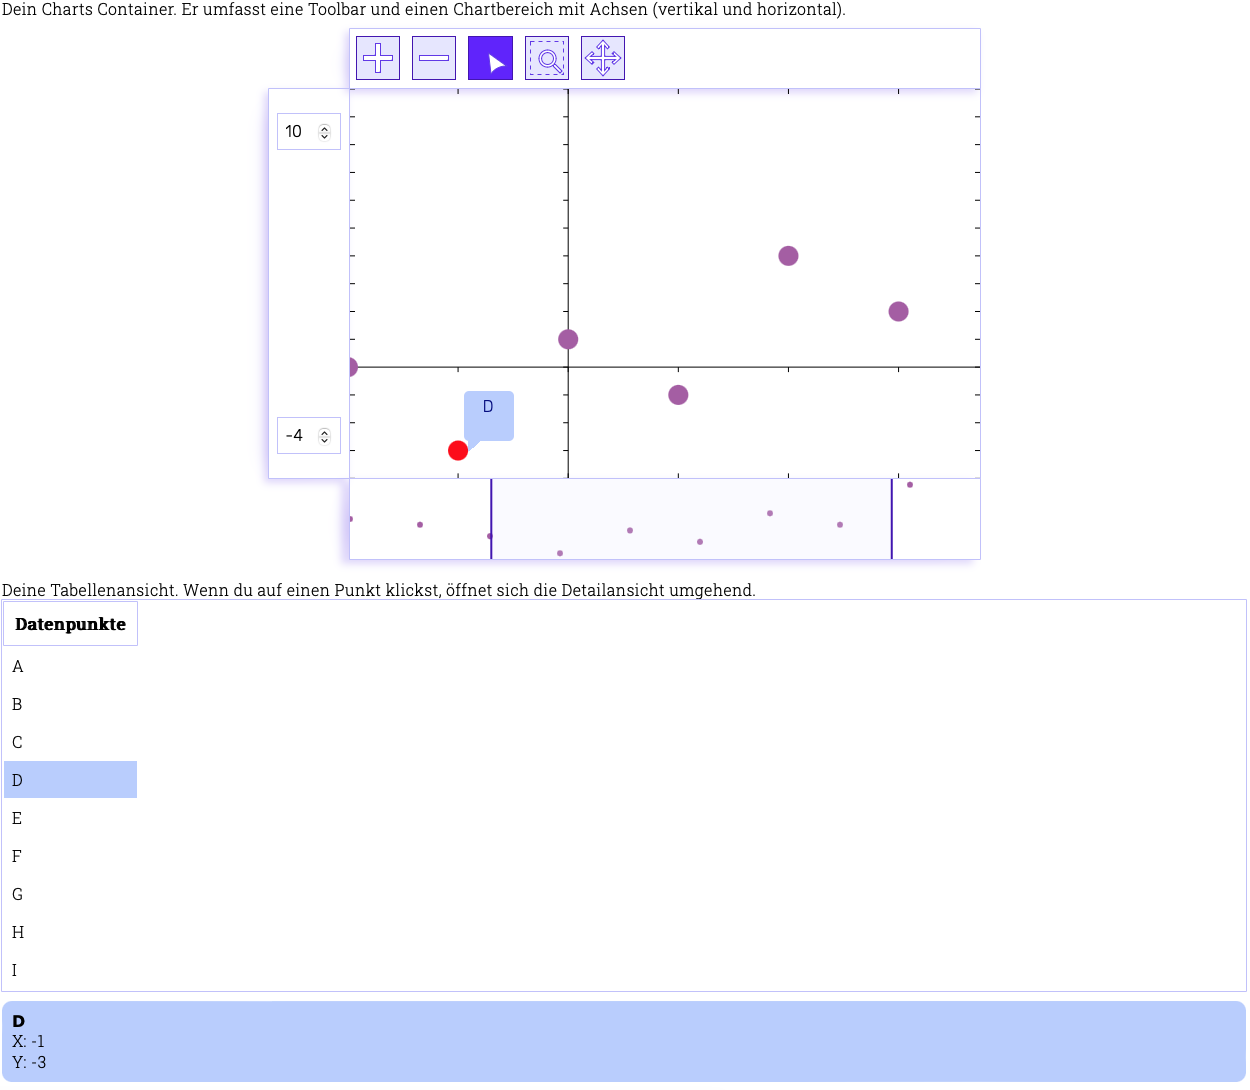 Dein Charts Container. Er umfasst eine Toolbar und einen Chartbereich mit Achsen (vertikal und horizontal).
10
D
-4
Deine Tabellenansicht. Wenn du auf einen Punkt klickst, öffnet sich die Detailansicht umgehend.
Datenpunkte
A
B
C
D
E
F
G
H
I
D
X: -1
Y: -3